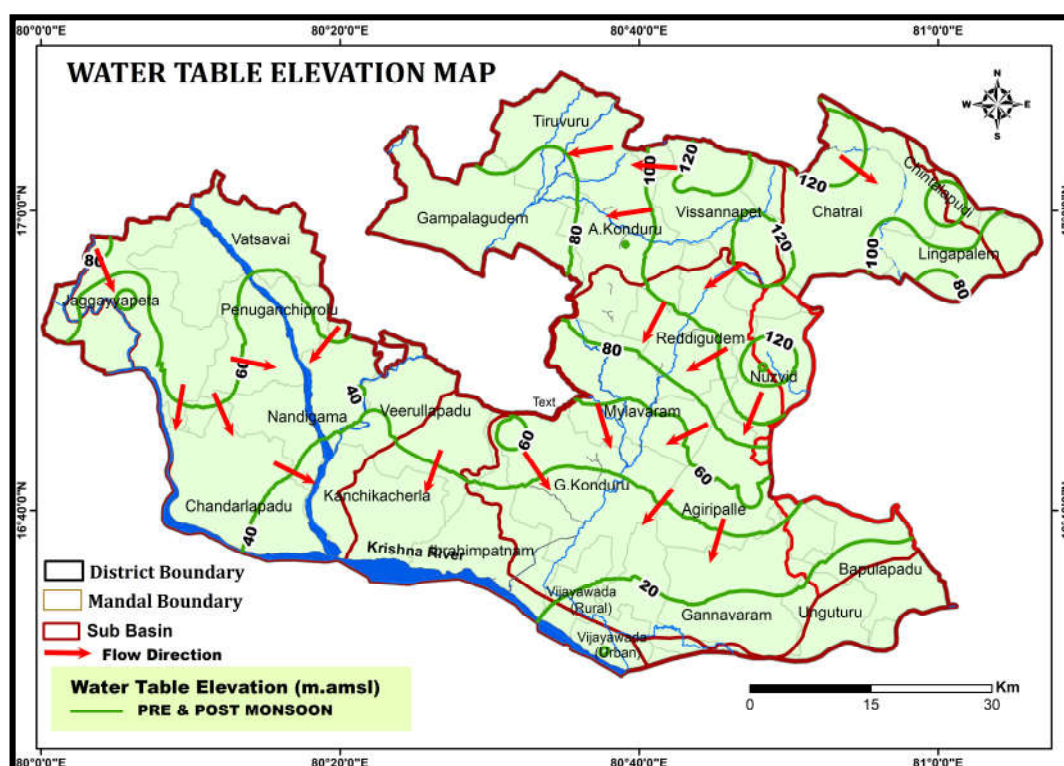 80°0'0"E 80°20'0"E 80°40'0"E 81°0'0"E
WATER TABLE ELEVATION MAP
N
W E
S
Tiruvuru
120
100
120
Chintalapudi
17°0'0"N
Gampalagudem
Vissannapet
Chatrai
Vatsavai
80
A.Konduru
120
100
Lingapalem
80
80
Jaggayyapeta
Penuganchiprolu
Reddigudem
120
80
Nuzvid
60
40
Nandigama
Veerullapadu
Text
Mylavaram
60
60
G.Konduru
Chandarlapadu
Kanchikacherla
Agiripalle
16°40'0"N
40
Krishna River
Ibrahimpatnam
Bapulapadu
20
Vijayawada
(Rural)
Gannavaram
Unguturu
Vijayawada
(Urban)
District Boundary
Mandal Boundary
Sub Basin
Flow Direction
Water Table Elevation (m.amsl)
PRE & POST MONSOON
Km
0 15 30
80°0'0"E 80°20'0"E 80°40'0"E 81°0'0"E